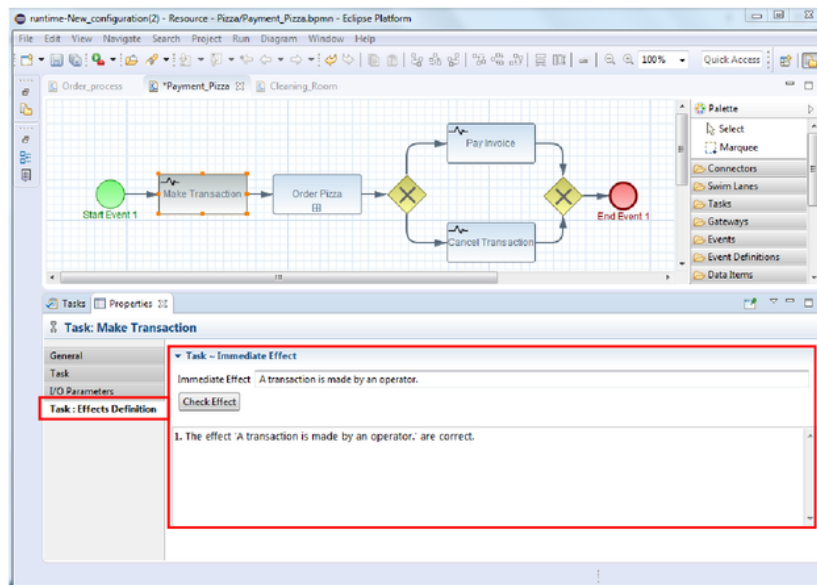 runtime-New_configuration(2) - Resource - Pizza/Payment_Pizza.bpmn - Eclipse Platform
File Edit View Navigate Search Project Run Diagram Window Help
100% Quick Access
Order_process *Payment_Pizza Cleaning_Room
Palette
Select
Marquee
Connectors
Swim Lanes
Tasks
Gateways
Events
Event Definitions
Data Items
Pay Invoice
Make Transaction
Order Pizza
Start Event 1
End Event 1
Cancel Transaction
Tasks Properties
Task: Make Transaction
General
Task
I/O Parameters
Task : Effects Definition
Task ~ Immediate Effect
Immediate Effect A transaction is made by an operator.
Check Effect
1. The effect 'A transaction is made by an operator.' are correct.